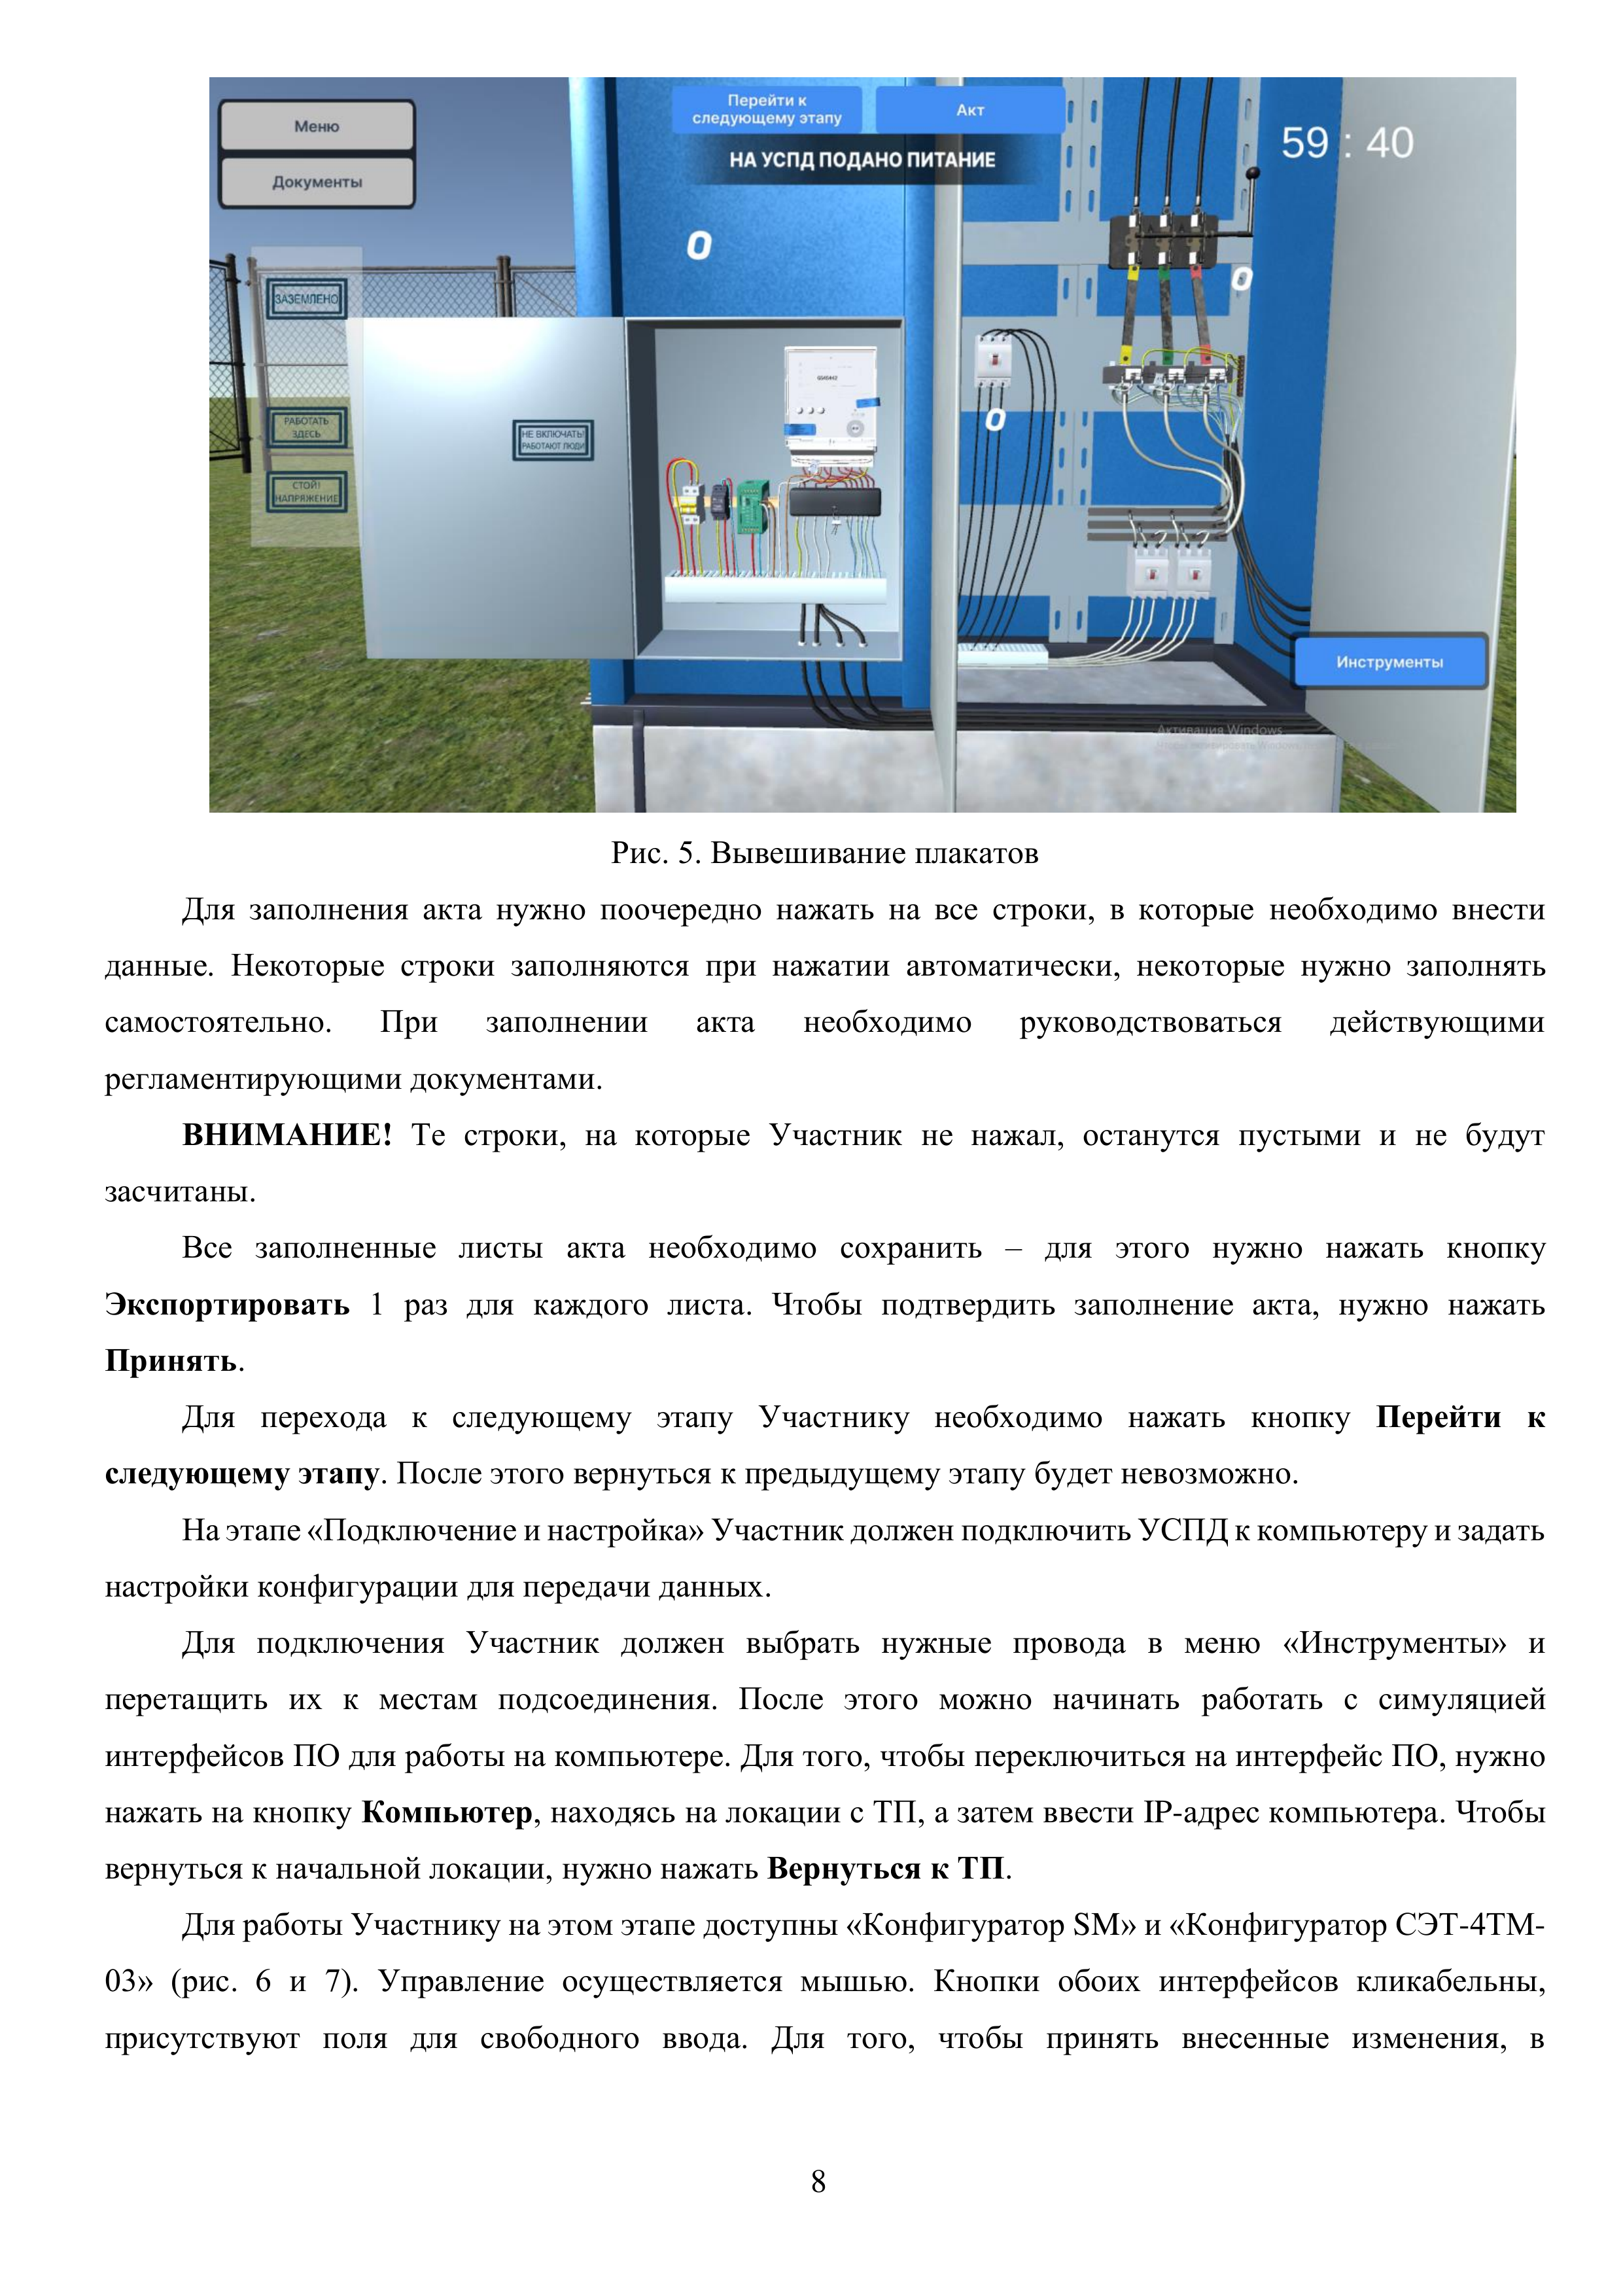 Меню
Документы
Перейти к
следующему этапу
Акт
НА УСПД ПОДАНО ПИТАНИЕ
59 : 40
0
0
0
ЗАЗЕМЛЕНО
РАБОТАТЬ
ЗДЕСЬ
СТОЙ!
НАПРЯЖЕНИЕ
НЕ ВКЛЮЧАТЬ!
РАБОТАЮТ ЛЮДИ
Инструменты
Активация Windows
Рис. 5. Вывешивание плакатов
Для заполнения акта нужно поочередно нажать на все строки, в которые необходимо внести
данные. Некоторые строки заполняются при нажатии автоматически, некоторые нужно заполнять
самостоятельно. При заполнении акта необходимо руководствоваться действующими
регламентирующими документами.
ВНИМАНИЕ! Те строки, на которые Участник не нажал, останутся пустыми и не будут
засчитаны.
Все заполненные листы акта необходимо сохранить – для этого нужно нажать кнопку
Экспортировать 1 раз для каждого листа. Чтобы подтвердить заполнение акта, нужно нажать
Принять.
Для перехода к следующему этапу Участнику необходимо нажать кнопку Перейти к
следующему этапу. После этого вернуться к предыдущему этапу будет невозможно.
На этапе «Подключение и настройка» Участник должен подключить УСПД к компьютеру и задать
настройки конфигурации для передачи данных.
Для подключения Участник должен выбрать нужные провода в меню «Инструменты» и
перетащить их к местам подсоединения. После этого можно начинать работать с симуляцией
интерфейсов ПО для работы на компьютере. Для того, чтобы переключиться на интерфейс ПО, нужно
нажать на кнопку Компьютер, находясь на локации с ТП, а затем ввести IP-адрес компьютера. Чтобы
вернуться к начальной локации, нужно нажать Вернуться к ТП.
Для работы Участнику на этом этапе доступны «Конфигуратор SM» и «Конфигуратор СЭТ-4ТМ-
03» (рис. 6 и 7). Управление осуществляется мышью. Кнопки обоих интерфейсов кликабельны,
присутствуют поля для свободного ввода. Для того, чтобы принять внесенные изменения, в
8